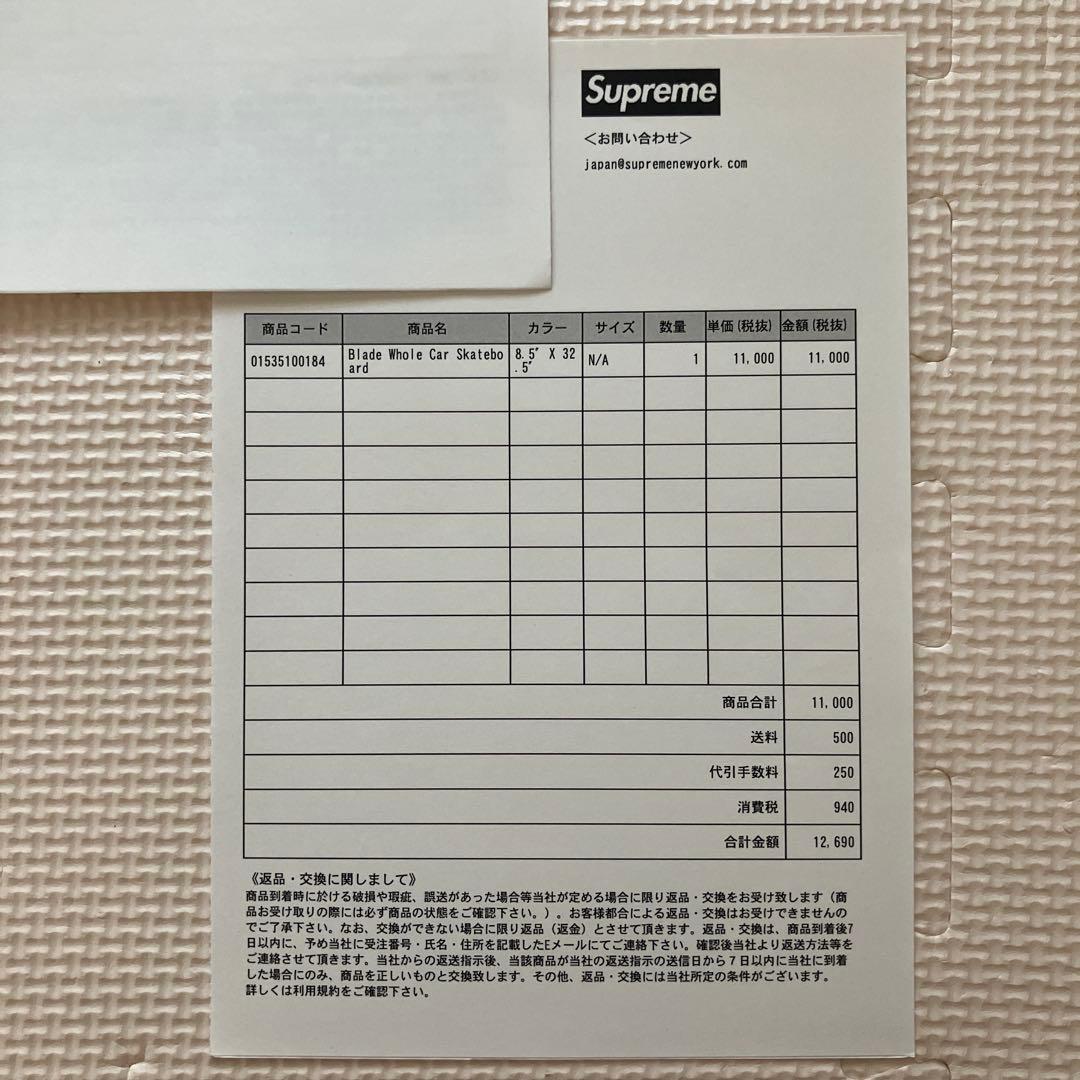 Supreme
＜お問い合わせ＞
japan@supremenewyork.com
商品コード 商品名 カラー サイズ 数量 単価(税抜) 金額(税抜)
01535100184 Blade Whole Car Skatebo 8.5" X 32 N/A 1 11,000 11,000
ard .5"
商品合計 11,000
送料 500
代引手数料 250
消費税 940
合計金額 12,690
《返品・交換に関しまして》
商品到着時に於ける破損や瑕疵、誤送があった場合等当社が定める場合に限り返品・交換をお受け致します（商
品お受け取りの際には必ず商品の状態をご確認下さい。）。お客様都合による返品・交換はお受けできませんの
でご了承下さい。なお、交換ができない場合に限り返品（返金）とさせて頂きます。返品・交換は、商品到着後7
日以内に、予め当社に受注番号・氏名・住所を記載したEメールにてご連絡下さい。確認後当社より返送方法等を
ご連絡させて頂きます。当社からの返送指示後、当該商品が当社の返送指示の送信日から７日以内に当社に到着
した場合にのみ、商品を正しいものと交換致します。その他、返品・交換には当社所定の条件がございます。
詳しくは利用規約をご確認下さい。